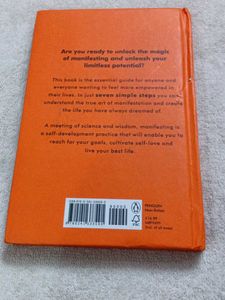 Are you ready to unlock the magic
of manifesting and unleash your
limitless potential?
This book is the essential guide for anyone and
everyone wanting to feel more empowered in
their lives. In just seven simple steps you can
understand the true art of manifestation and create
the life you have always dreamed of.
A meeting of science and wisdom, manifesting is
a self-development practice that will enable you to
reach for your goals, cultivate self-love and
live your best life.
PENGUIN
FSC